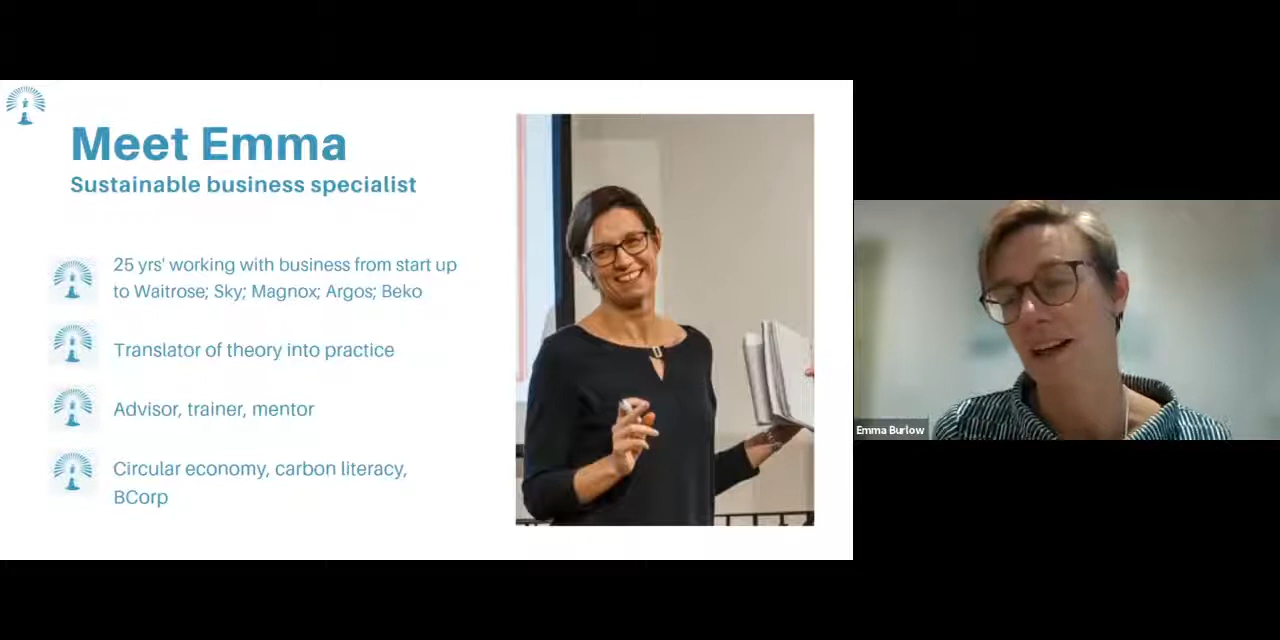 Meet Emma
Sustainable business specialist
25 yrs' working with business from start up
to Waitrose; Sky; Magnox; Argos; Beko
Translator of theory into practice
Advisor, trainer, mentor
Circular economy, carbon literacy,
BCorp
Emma Burlow